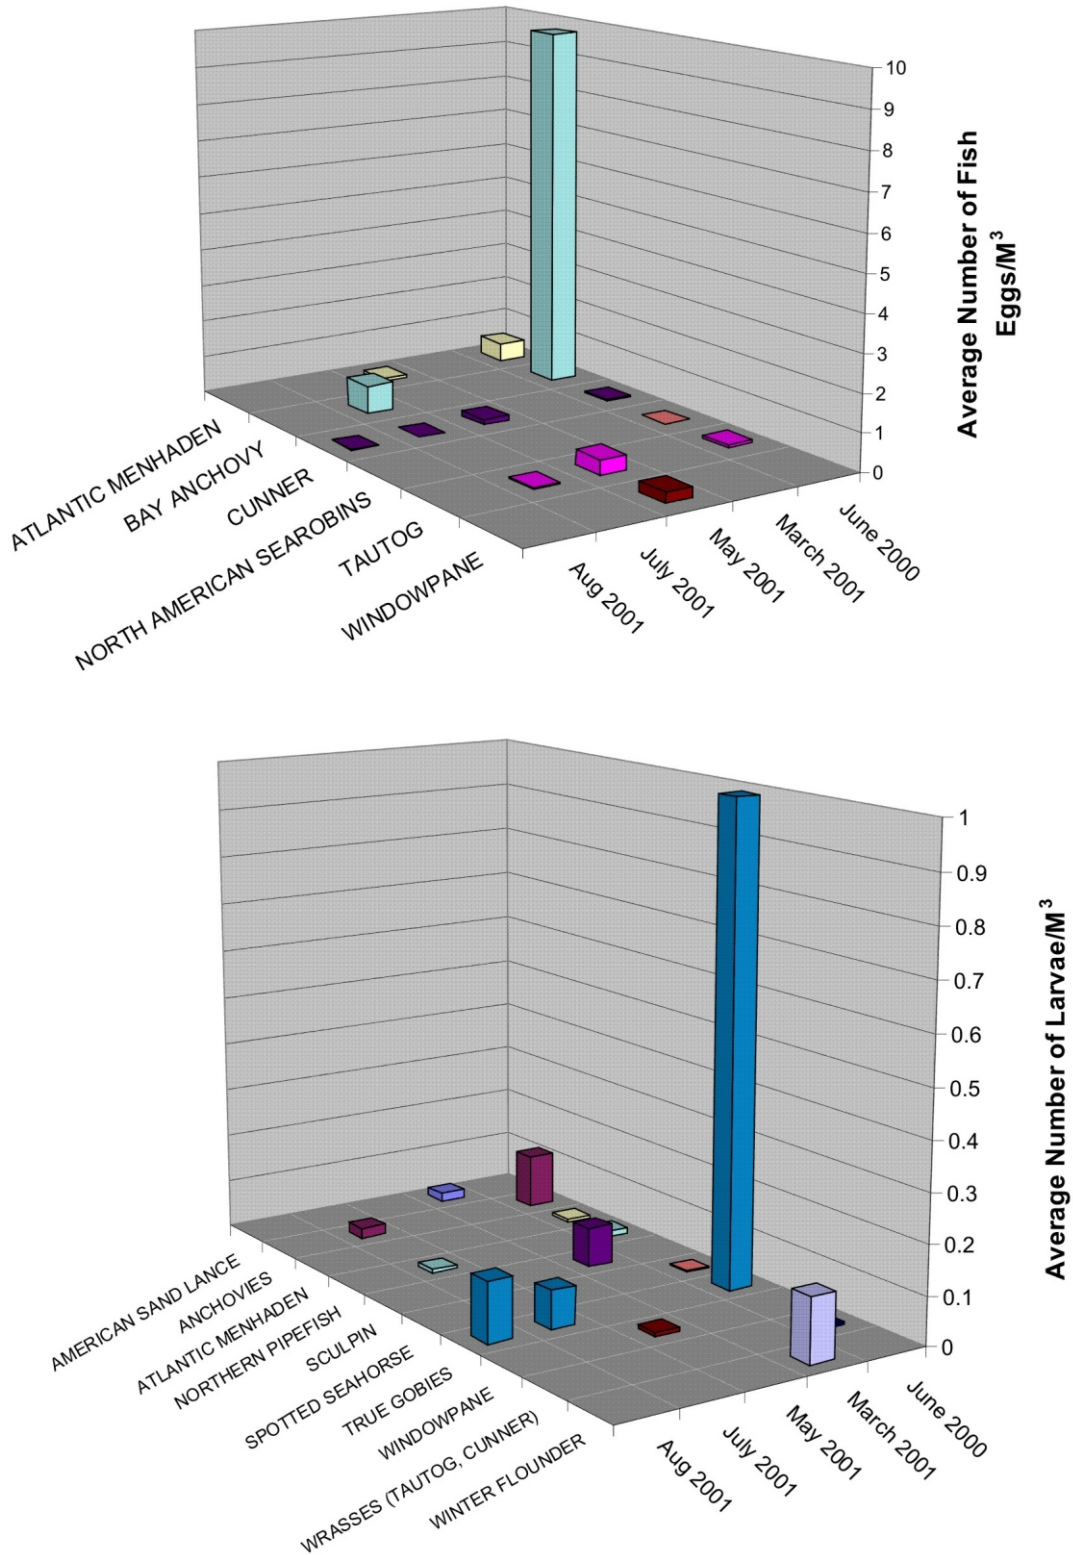 10
9
8
7
6
5
4
3
2
1
0
Average Number of Fish
Eggs/M3
ATLANTIC MENHADEN
BAY ANCHOVY
CUNNER
NORTH AMERICAN SEAROBINS
TAUTOG
WINDOWPANE
Aug 2001
July 2001
May 2001
March 2001
June 2000
1
0.9
0.8
0.7
0.6
0.5
0.4
0.3
0.2
0.1
0
Average Number of Larvae/M3
AMERICAN SAND LANCE
ANCHOVIES
ATLANTIC MENHADEN
NORTHERN PIPEFISH
SCULPIN
SPOTTED SEAHORSE
TRUE GOBIES
WINDOWPANE
WRASSES (TAUTOG, CUNNER)
WINTER FLOUNDER
Aug 2001
July 2001
May 2001
March 2001
June 2000